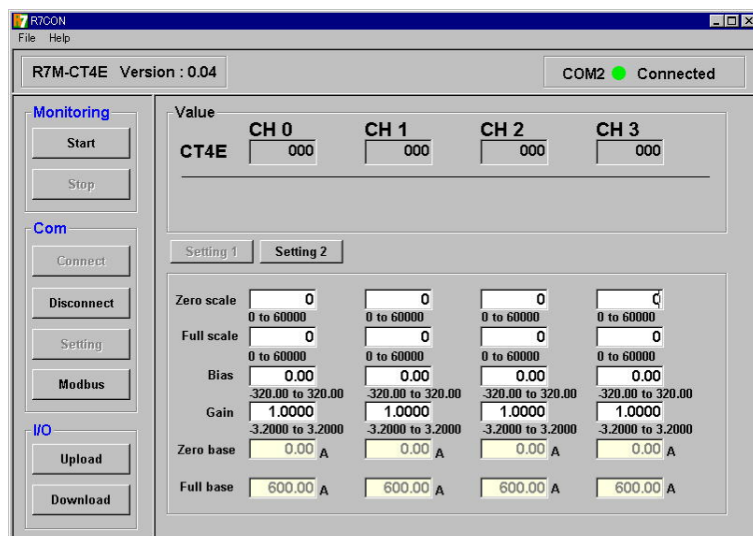 R7 R7CON
File Help
R7M-CT4E Version : 0.04
COM2 Connected
Monitoring
Start
Stop
Com
Connect
Disconnect
Setting
Modbus
I/O
Upload
Download
Value
CH 0 CH 1 CH 2 CH 3
CT4E 000 000 000 000
Setting 1 Setting 2
Zero scale 0 0 0 0
0 to 60000 0 to 60000 0 to 60000 0 to 60000
Full scale 0 0 0 0
0 to 60000 0 to 60000 0 to 60000 0 to 60000
Bias 0.00 0.00 0.00 0.00
-320.00 to 320.00 -320.00 to 320.00 -320.00 to 320.00 -320.00 to 320.00
Gain 1.0000 1.0000 1.0000 1.0000
-3.2000 to 3.2000 -3.2000 to 3.2000 -3.2000 to 3.2000 -3.2000 to 3.2000
Zero base 0.00 A 0.00 A 0.00 A 0.00 A
Full base 600.00 A 600.00 A 600.00 A 600.00 A